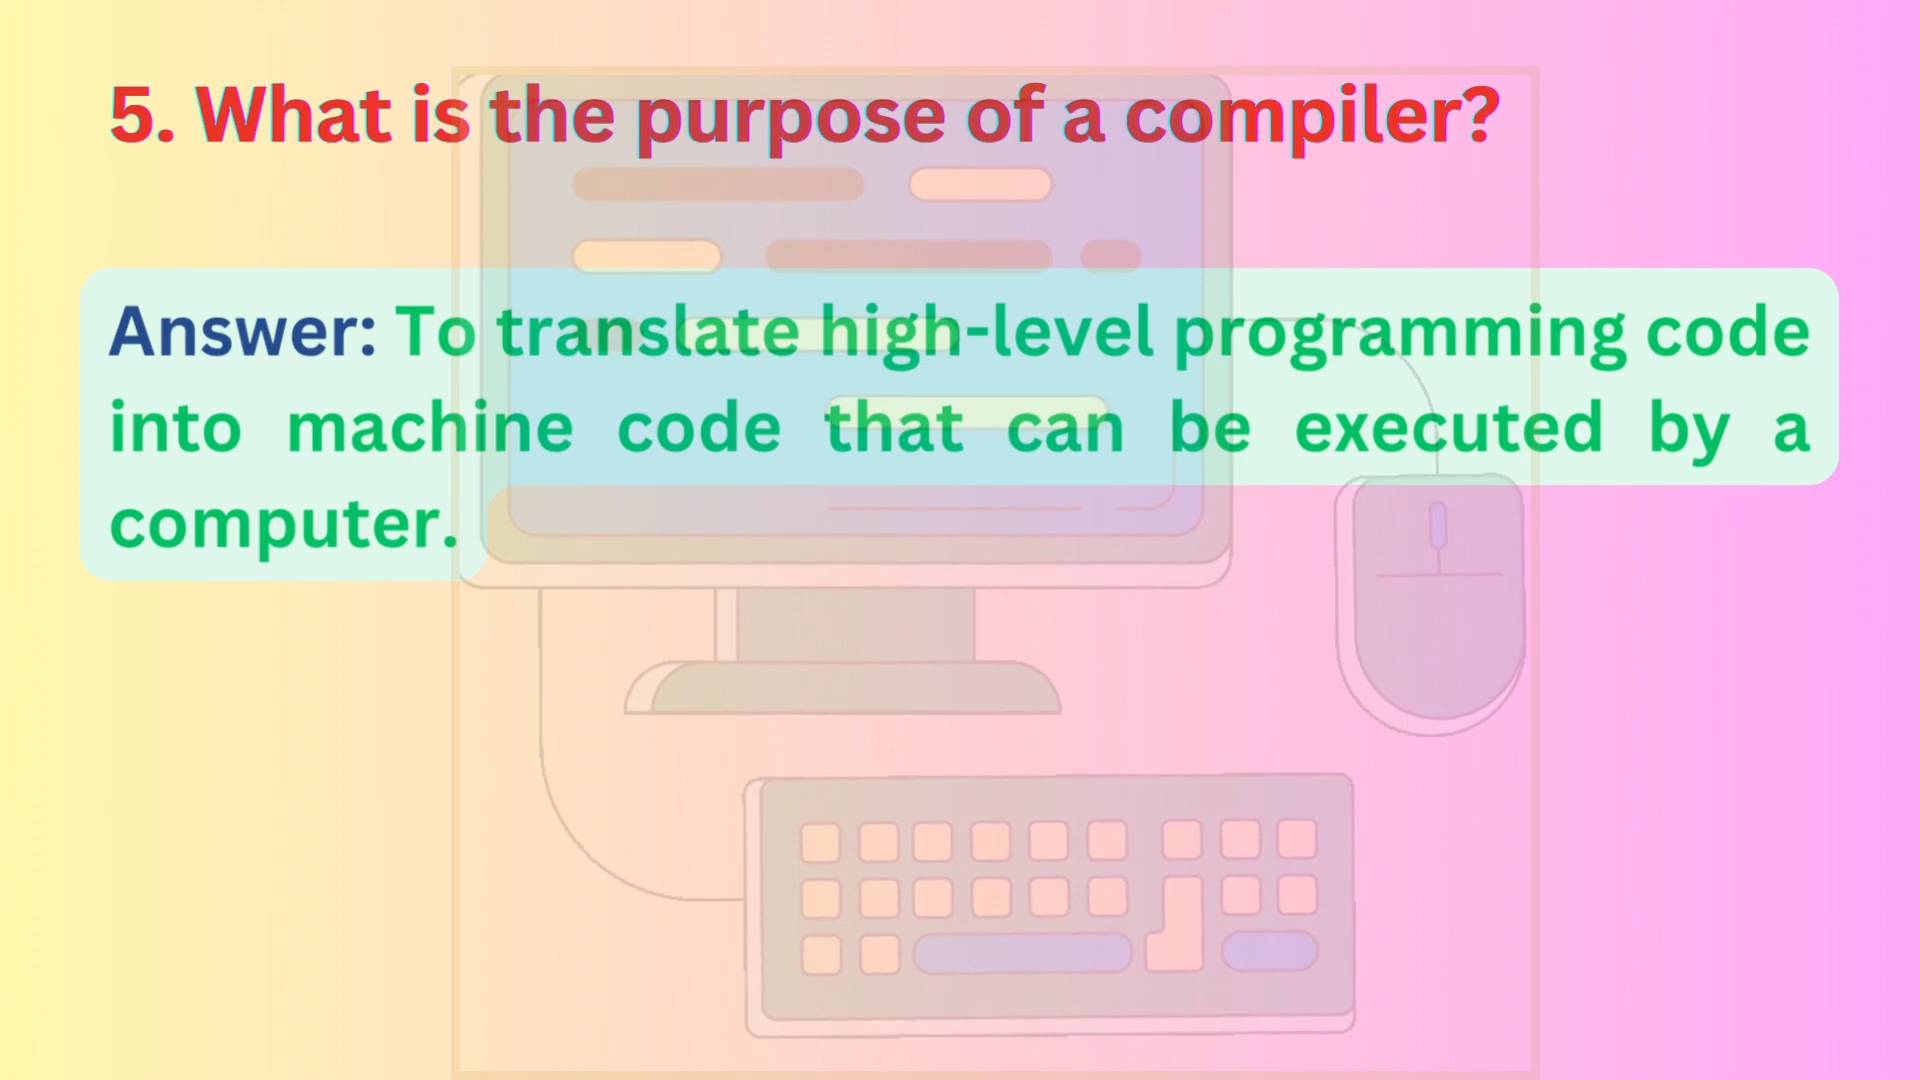 5. What is the purpose of a compiler?
Answer: To translate high-level programming code
into machine code that can be executed by a
computer.